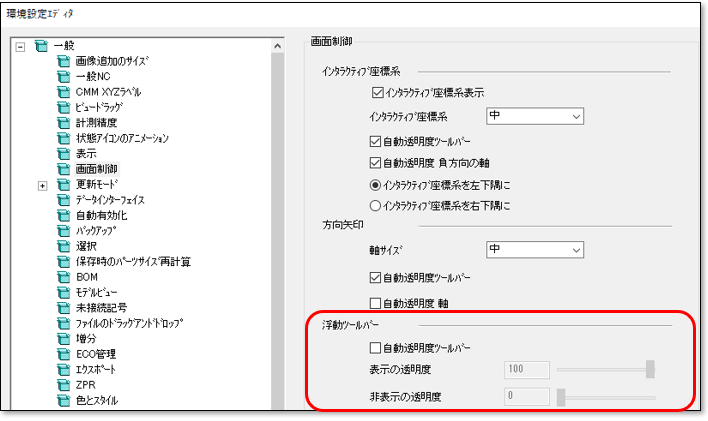 環境設定ｴﾃﾞｨﾀ
一般
画像追加のｻｲｽﾞ
一般NC
CMM XYZﾗﾍﾞﾙ
ﾋﾞｭｰﾄﾞﾗｯｸﾞ
計測精度
状態ｱｲｺﾝのｱﾆﾒｰｼｮﾝ
表示
画面制御
更新ﾓｰﾄﾞ
ﾃﾞｰﾀｲﾝﾀｰﾌｪｲｽ
自動有効化
ﾊﾞｯｸｱｯﾌﾟ
選択
保存時のﾊﾟｰﾂｻｲｽﾞ再計算
BOM
ﾓﾃﾞﾙﾋﾞｭｰ
未接続記号
ﾌｧｲﾙのﾄﾞﾗｯｸﾞｱﾝﾄﾞﾄﾞﾛｯﾌﾟ
増分
ECO管理
ｴｸｽﾎﾟｰﾄ
ZPR
色とｽﾀｲﾙ
画面制御
ｲﾝﾀﾗｸﾃｨﾌﾞ座標系
ｲﾝﾀﾗｸﾃｨﾌﾞ座標系表示
ｲﾝﾀﾗｸﾃｨﾌﾞ座標系 中
自動透明度ﾂｰﾙﾊﾞｰ
自動透明度 負方向の軸
ｲﾝﾀﾗｸﾃｨﾌﾞ座標系を左下隅に
ｲﾝﾀﾗｸﾃｨﾌﾞ座標系を右下隅に
方向矢印
軸ｻｲｽﾞ 中
自動透明度ﾂｰﾙﾊﾞｰ
自動透明度 軸
浮動ﾂｰﾙﾊﾞｰ
自動透明度ﾂｰﾙﾊﾞｰ
表示の透明度 100
非表示の透明度 0